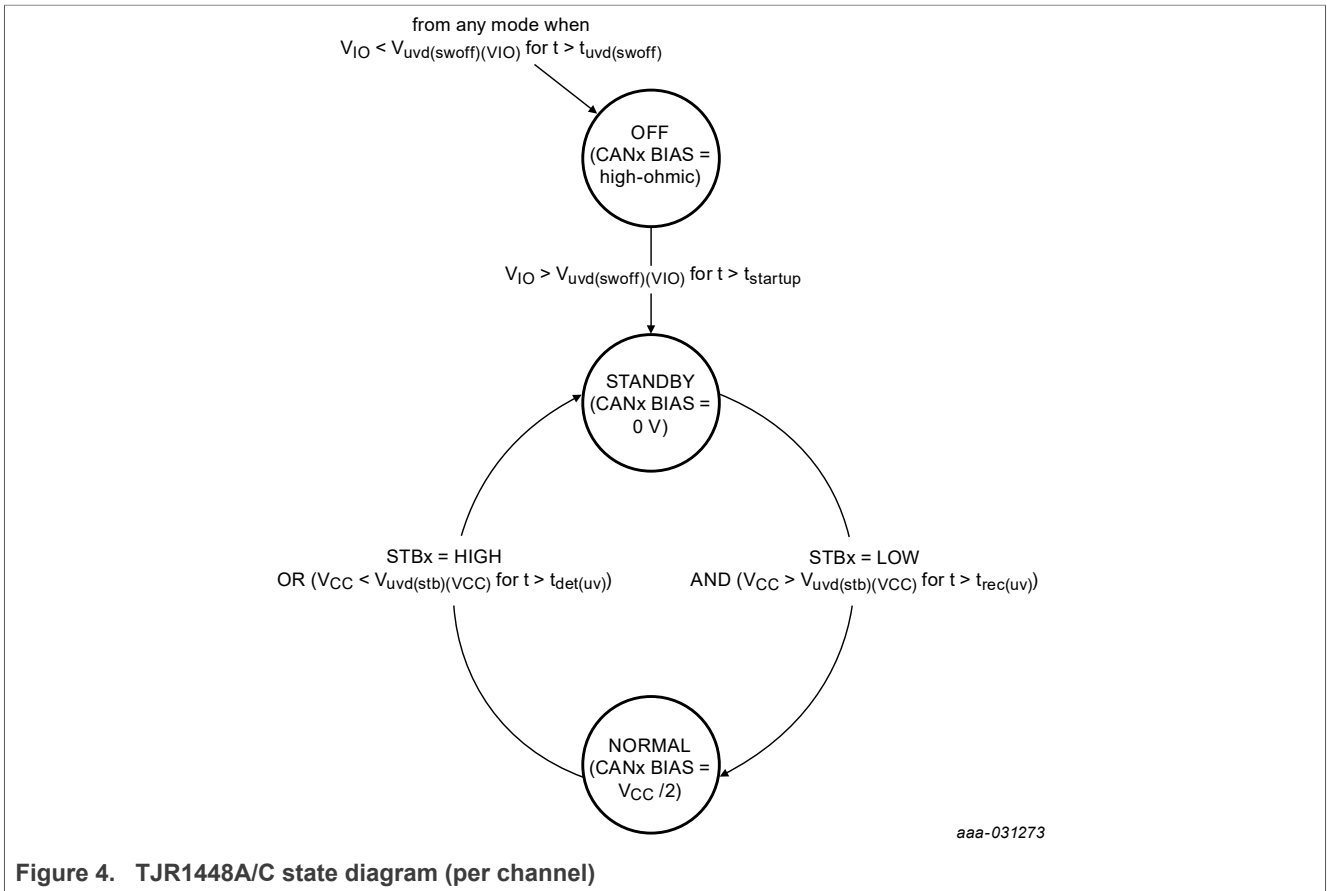 from any mode when
VIO < Vuvd(swoff)(VIO) for t > tuvd(swoff)
OFF
(CANx BIAS =
high-ohmic)
VIO > Vuvd(swoff)(VIO) for t > tstartup
STANDBY
(CANx BIAS =
0 V)
STBx = HIGH
OR (VCC < Vuvd(stb)(VCC) for t > tdet(uv))
STBx = LOW
AND (VCC > Vuvd(stb)(VCC) for t > trec(uv))
NORMAL
(CANx BIAS =
VCC /2)
aaa-031273
Figure 4. TJR1448A/C state diagram (per channel)